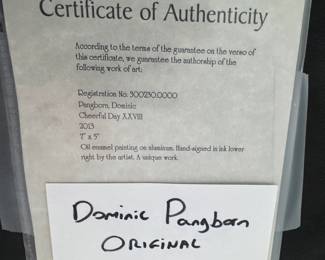 Certificate of Authenticity
According to the terms of the guarantee on the verso of
this certificate, we guarantee the authorship of the
following work of art:
Registration No: 300230.0000
Pangborn, Dominic
Cheerful Day XXVIII
2013
7" x 5"
Oil enamel painting on aluminum. Hand-signed in ink lower
right by the artist. A unique work.
Dominic Pangborn
ORIGINAL